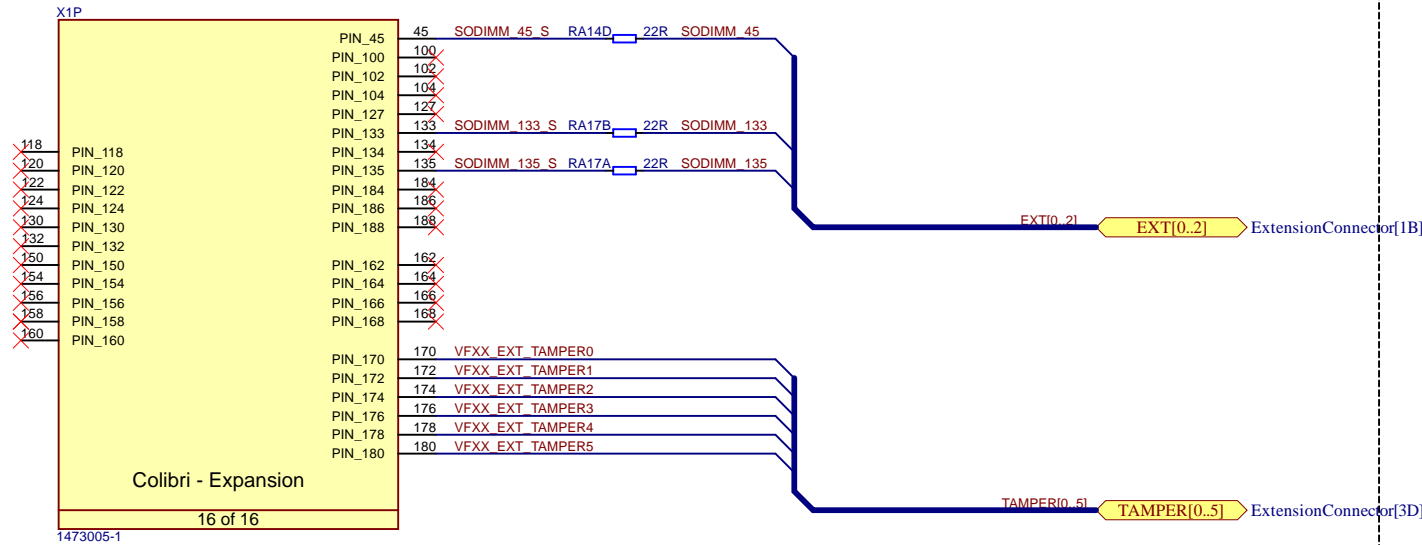 X1P
PIN_45 45 SODIMM_45_S RA14D 22R SODIMM_45
PIN_100 100
PIN_102 102
PIN_104 104
PIN_127 127
PIN_133 133 SODIMM_133_S RA17B 22R SODIMM_133
118 PIN_118 PIN_134 134
120 PIN_120 PIN_135 135 SODIMM_135_S RA17A 22R SODIMM_135
122 PIN_122 PIN_184 184
124 PIN_124 PIN_186 186
130 PIN_130 PIN_188 188 EXT[0..2] EXT[0..2] ExtensionConnector[1B]
132 PIN_132
150 PIN_150 PIN_162 162
154 PIN_154 PIN_164 164
156 PIN_156 PIN_166 166
158 PIN_158 PIN_168 168
160 PIN_160
PIN_170 170 VFXX_EXT_TAMPER0
PIN_172 172 VFXX_EXT_TAMPER1
PIN_174 174 VFXX_EXT_TAMPER2
PIN_176 176 VFXX_EXT_TAMPER3
PIN_178 178 VFXX_EXT_TAMPER4
PIN_180 180 VFXX_EXT_TAMPER5
Colibri - Expansion
TAMPER[0..5] TAMPER[0..5] ExtensionConnector[3D]
16 of 16
1473005-1